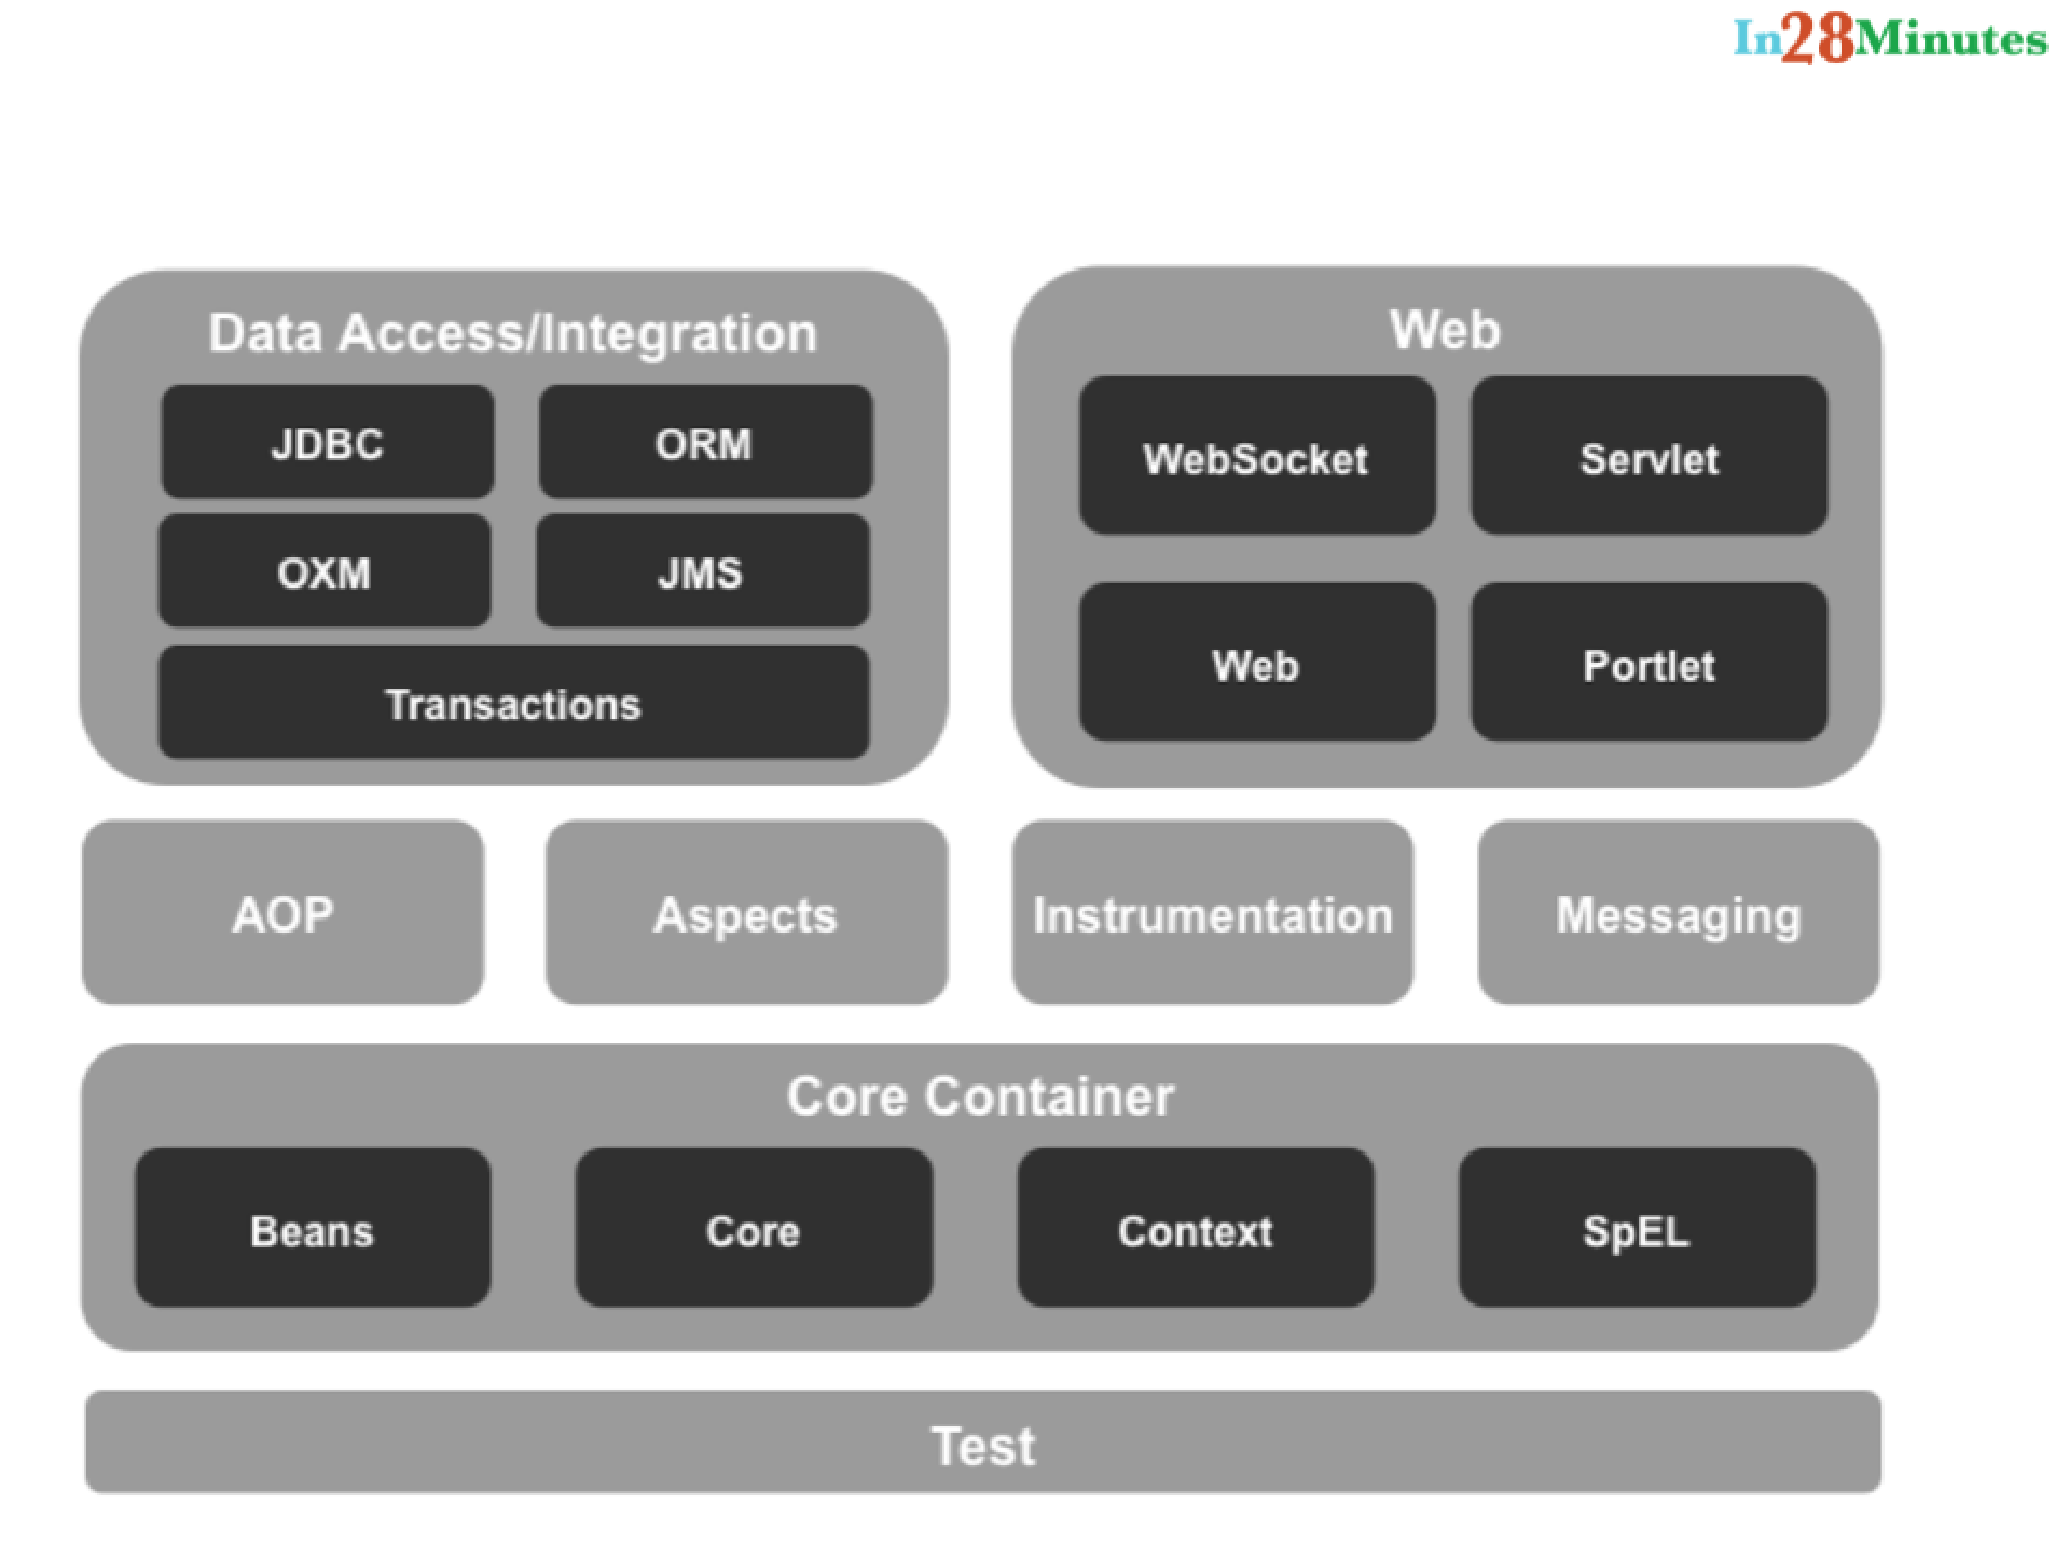 In28Minutes
Data Access/Integration
JDBC
ORM
OXM
JMS
Transactions
Web
WebSocket
Servlet
Web
Portlet
AOP
Aspects
Instrumentation
Messaging
Core Container
Beans
Core
Context
SpEL
Test